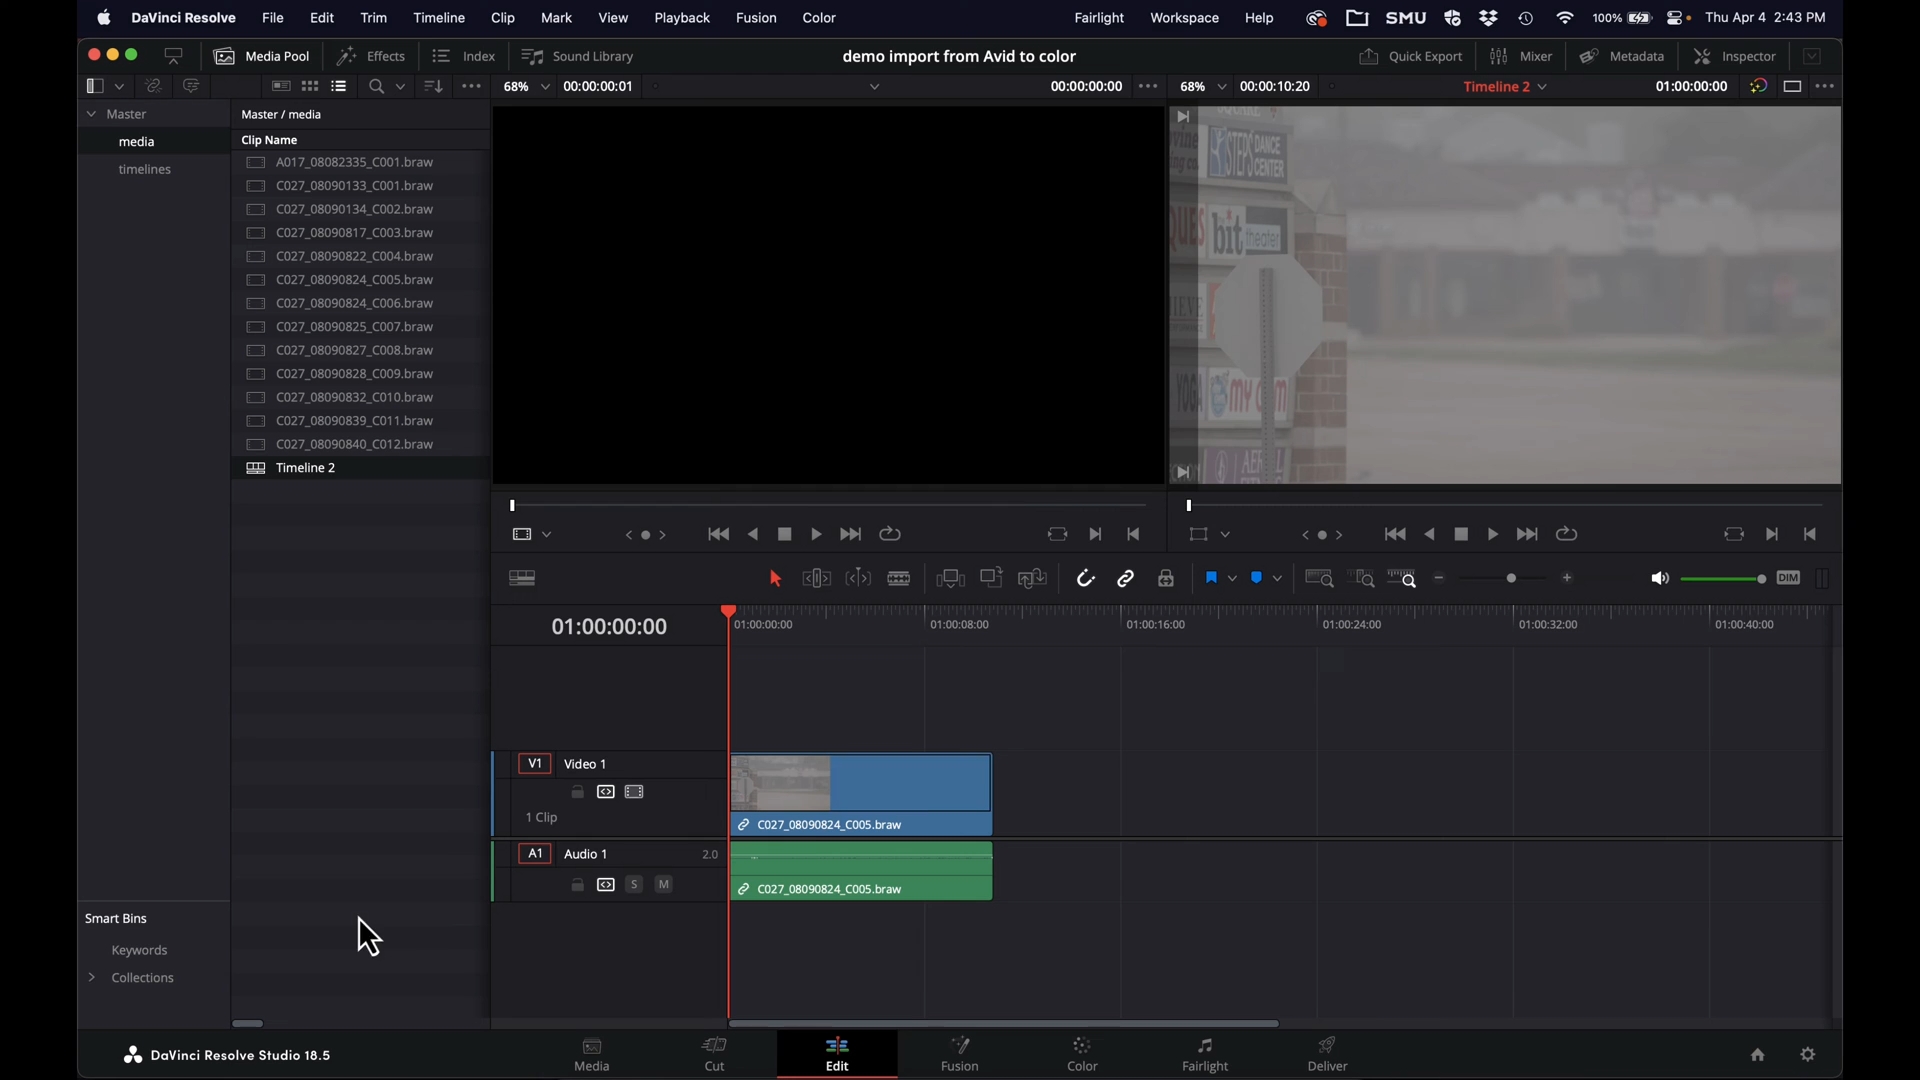 DaVinci Resolve File Edit Trim Timeline Clip Mark View Playback Fusion Color Fairlight Workspace Help SMU 100% Thu Apr 4 2:43 PM
Media Pool Effects Index Sound Library demo import from Avid to color Quick Export Mixer Metadata Inspector
68% 00:00:00:01 00:00:00:00 68% 00:00:10:20 Timeline 2 01:00:00:00
Master
media
timelines
Master / media
Clip Name
A017_08082335_C001.braw
C027_08090133_C001.braw
C027_08090134_C002.braw
C027_08090817_C003.braw
C027_08090822_C004.braw
C027_08090824_C005.braw
C027_08090824_C006.braw
C027_08090825_C007.braw
C027_08090827_C008.braw
C027_08090828_C009.braw
C027_08090832_C010.braw
C027_08090839_C011.braw
C027_08090840_C012.braw
Timeline 2
STEPS DANCE
CENTER
bit
theater
YOGA
DIM
01:00:00:00
01:00:00:00 01:00:08:00 01:00:16:00 01:00:24:00 01:00:32:00 01:00:40:00
V1 Video 1
1 Clip
C027_08090824_C005.braw
A1 Audio 1 2.0
S M
C027_08090824_C005.braw
Smart Bins
Keywords
Collections
DaVinci Resolve Studio 18.5
Media Cut Edit Fusion Color Fairlight Deliver